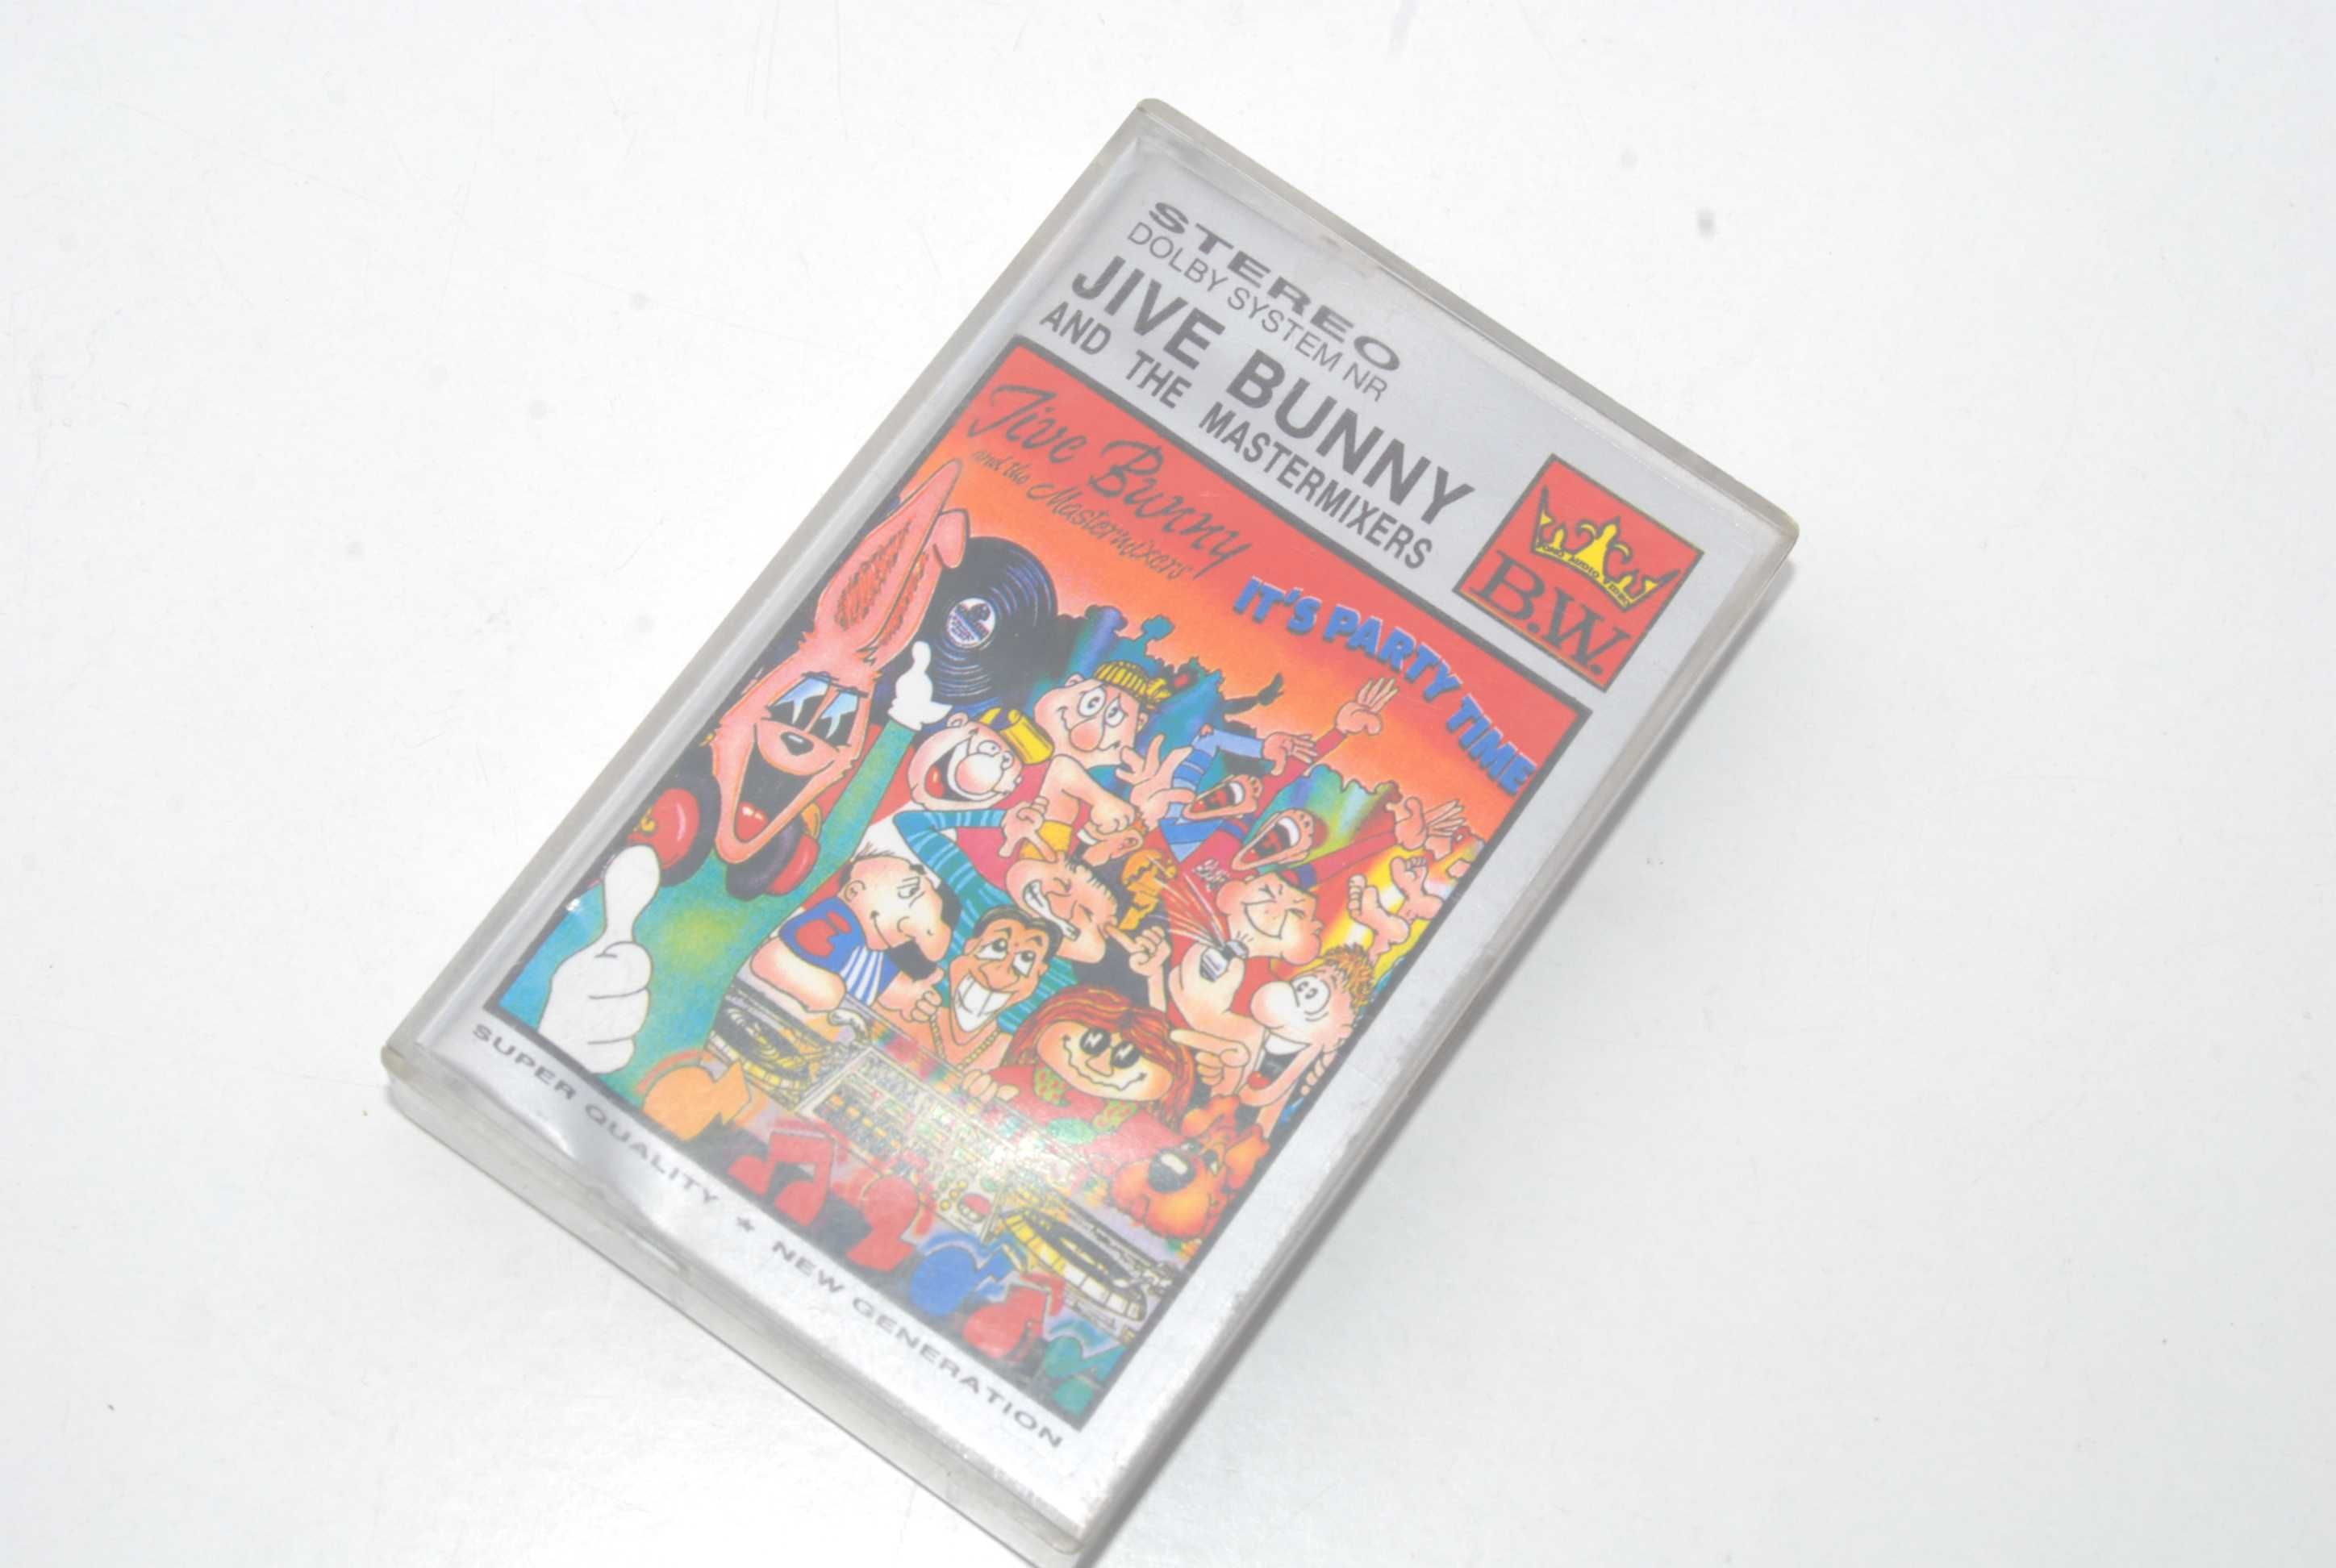 STEREO
DOLBY SYSTEM NR
JIVE BUNNY
AND THE MASTERMIXERS
B.W.
Jive Bunny
and the Mastermixers
IT'S PARTY TIME
SUPER QUALITY ★ NEW GENERATION